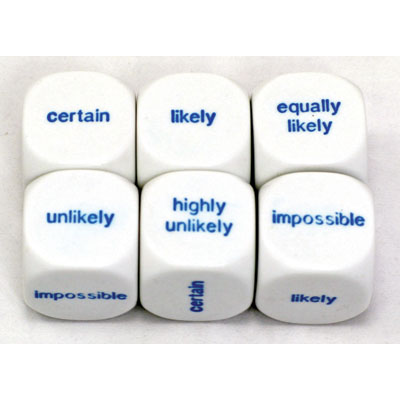 certain
likely
equally
likely
unlikely
highly
unlikely
impossible
impossible
certain
likely